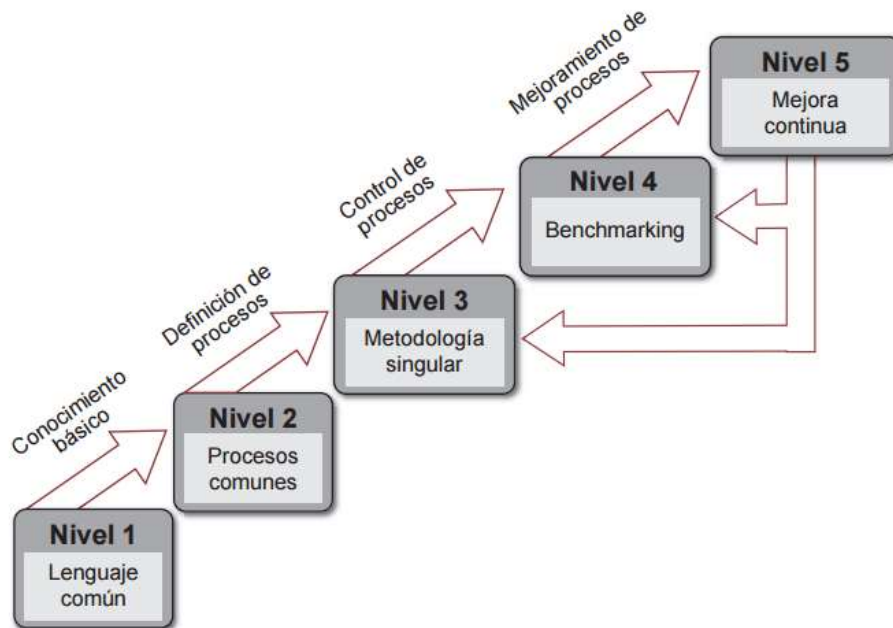 Nivel 5
Mejora
continua
Mejoramiento de
procesos
Nivel 4
Benchmarking
Control de
procesos
Nivel 3
Metodología
singular
Definición de
procesos
Nivel 2
Procesos
comunes
Conocimiento
básico
Nivel 1
Lenguaje
común